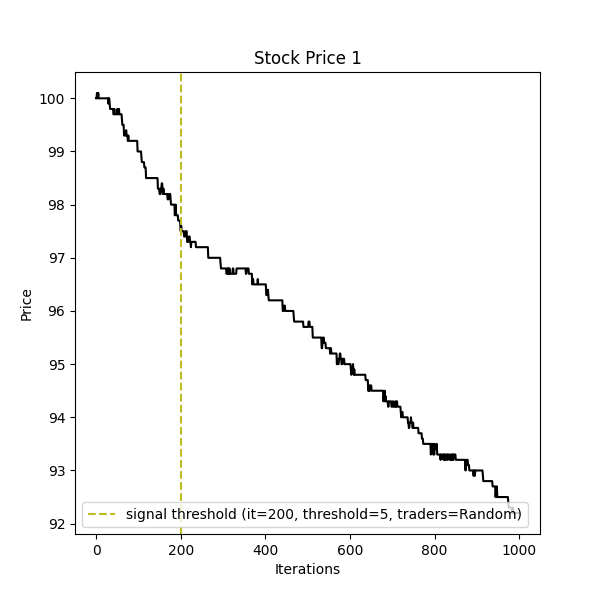 Stock Price 1
Price
100
99
98
97
96
95
94
93
92
signal threshold (it=200, threshold=5, traders=Random)
0 200 400 600 800 1000
Iterations